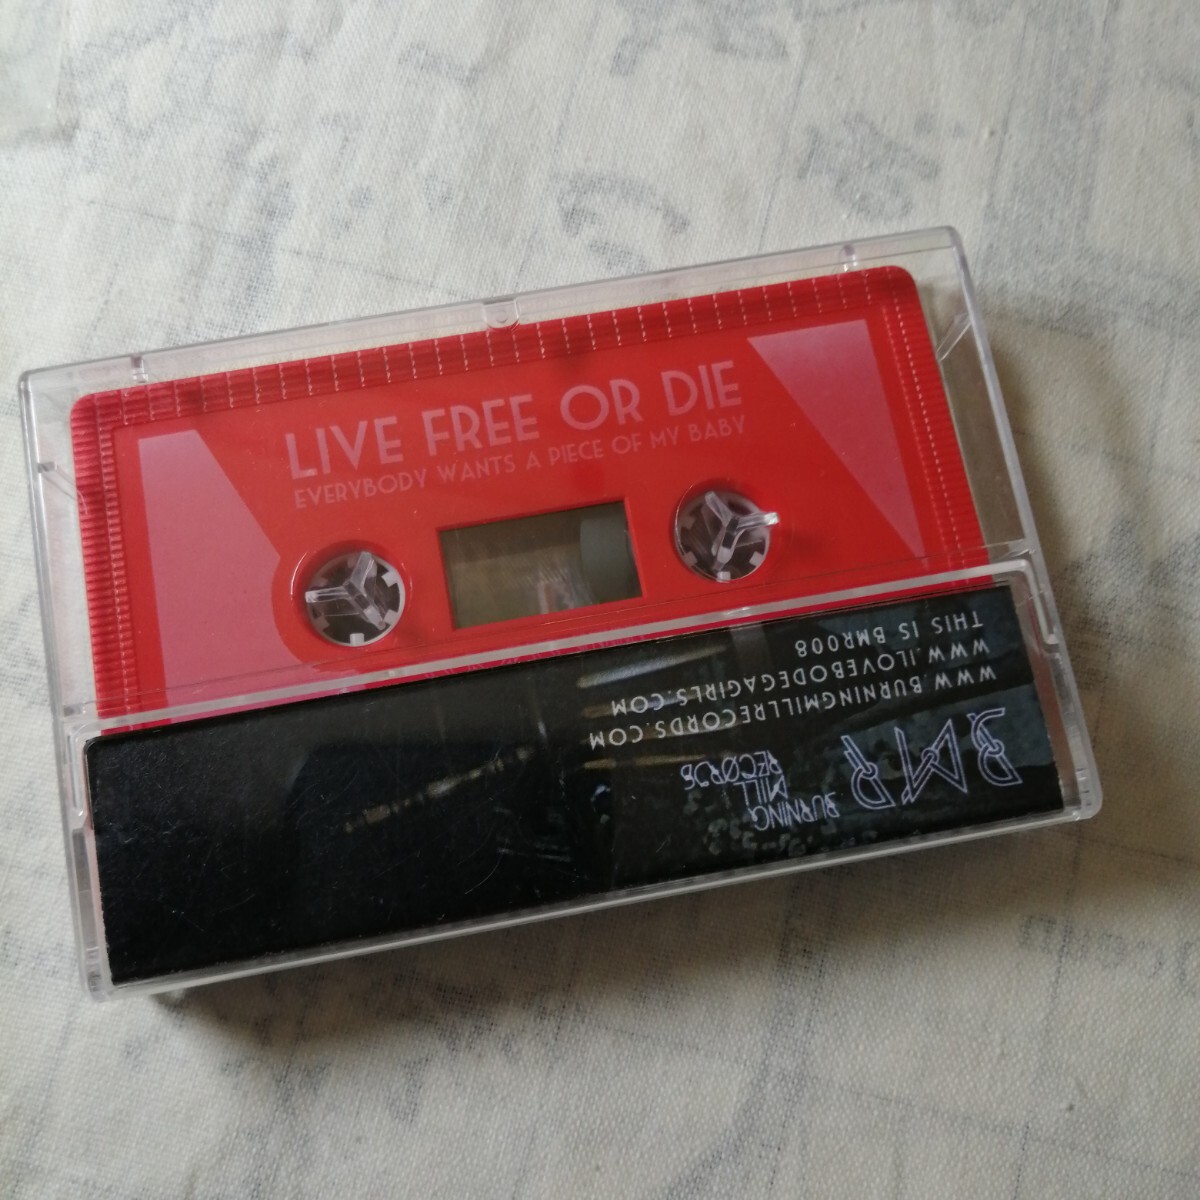 LIVE FREE OR DIE
EVERYBODY WANTS A PIECE OF MY BABY
BMR
BURNING
MILL
RECORDS
WWW.BURNINGMILLRECORDS.COM
WWW.ILOVEBODEGAGIRLS.COM
THIS IS BMR008